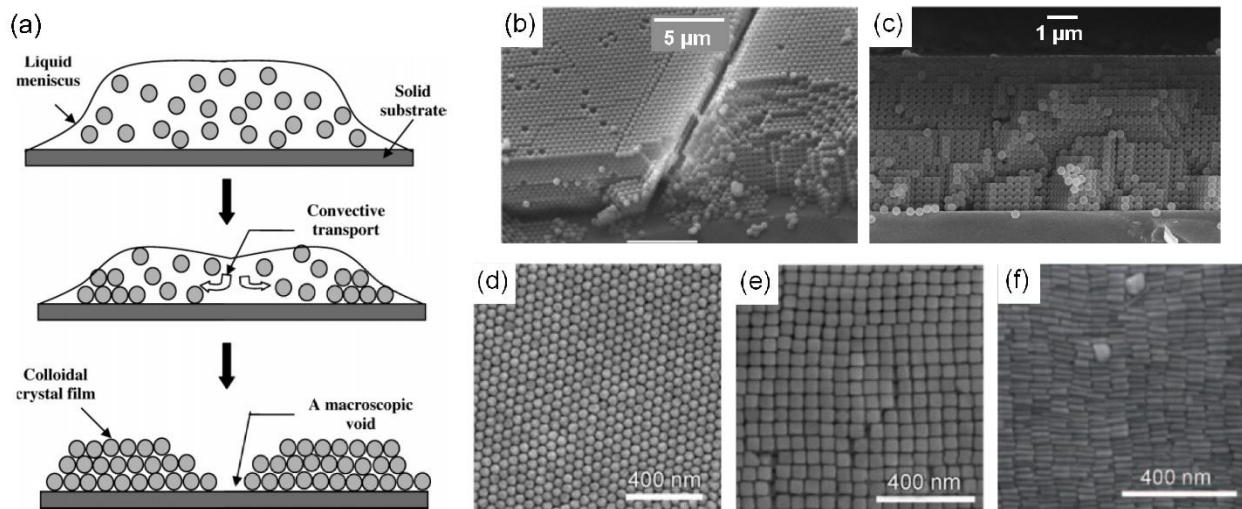 (a)
Liquid
meniscus
Solid
substrate
Convective
transport
Colloidal
crystal film
A macroscopic
void
(b)
5 µm
(c)
1 µm
(d)
400 nm
(e)
400 nm
(f)
400 nm